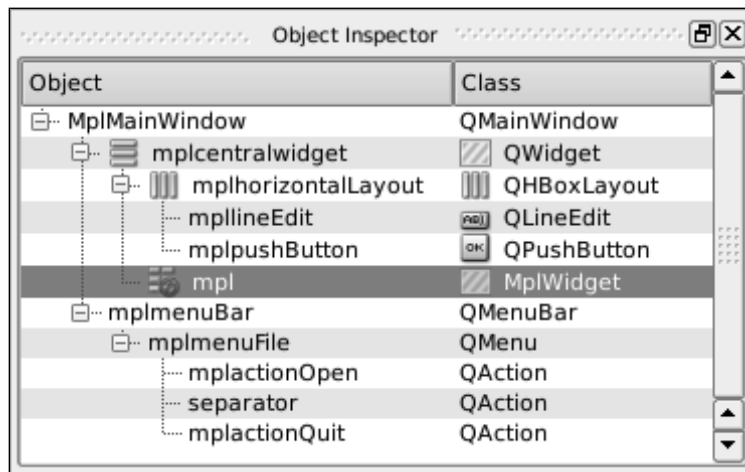 Object Inspector
Object Class
MplMainWindow QMainWindow
mplcentralwidget QWidget
mplhorizontalLayout QHBoxLayout
mpllineEdit QLineEdit
mplpushButton QPushButton
mpl MplWidget
mplmenuBar QMenuBar
mplmenuFile QMenu
mplactionOpen QAction
separator QAction
mplactionQuit QAction